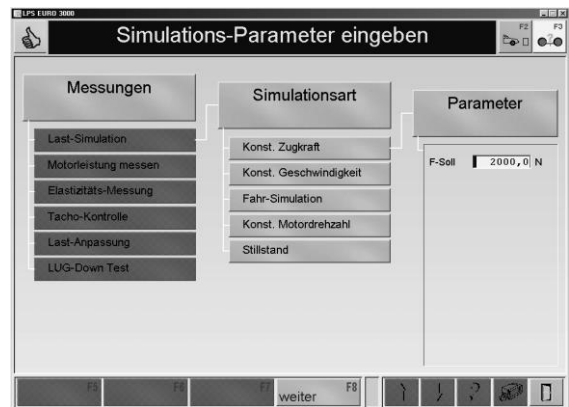 LPS EURO 3000
Simulations-Parameter eingeben
F2
F3
Messungen
Last-Simulation
Motorleistung messen
Elastizitäts-Messung
Tacho-Kontrolle
Last-Anpassung
LUG-Down Test
Simulationsart
Konst. Zugkraft
Konst. Geschwindigkeit
Fahr-Simulation
Konst. Motordrehzahl
Stillstand
Parameter
F-Soll 2000,0 N
F5
F6
F7
F8
weiter